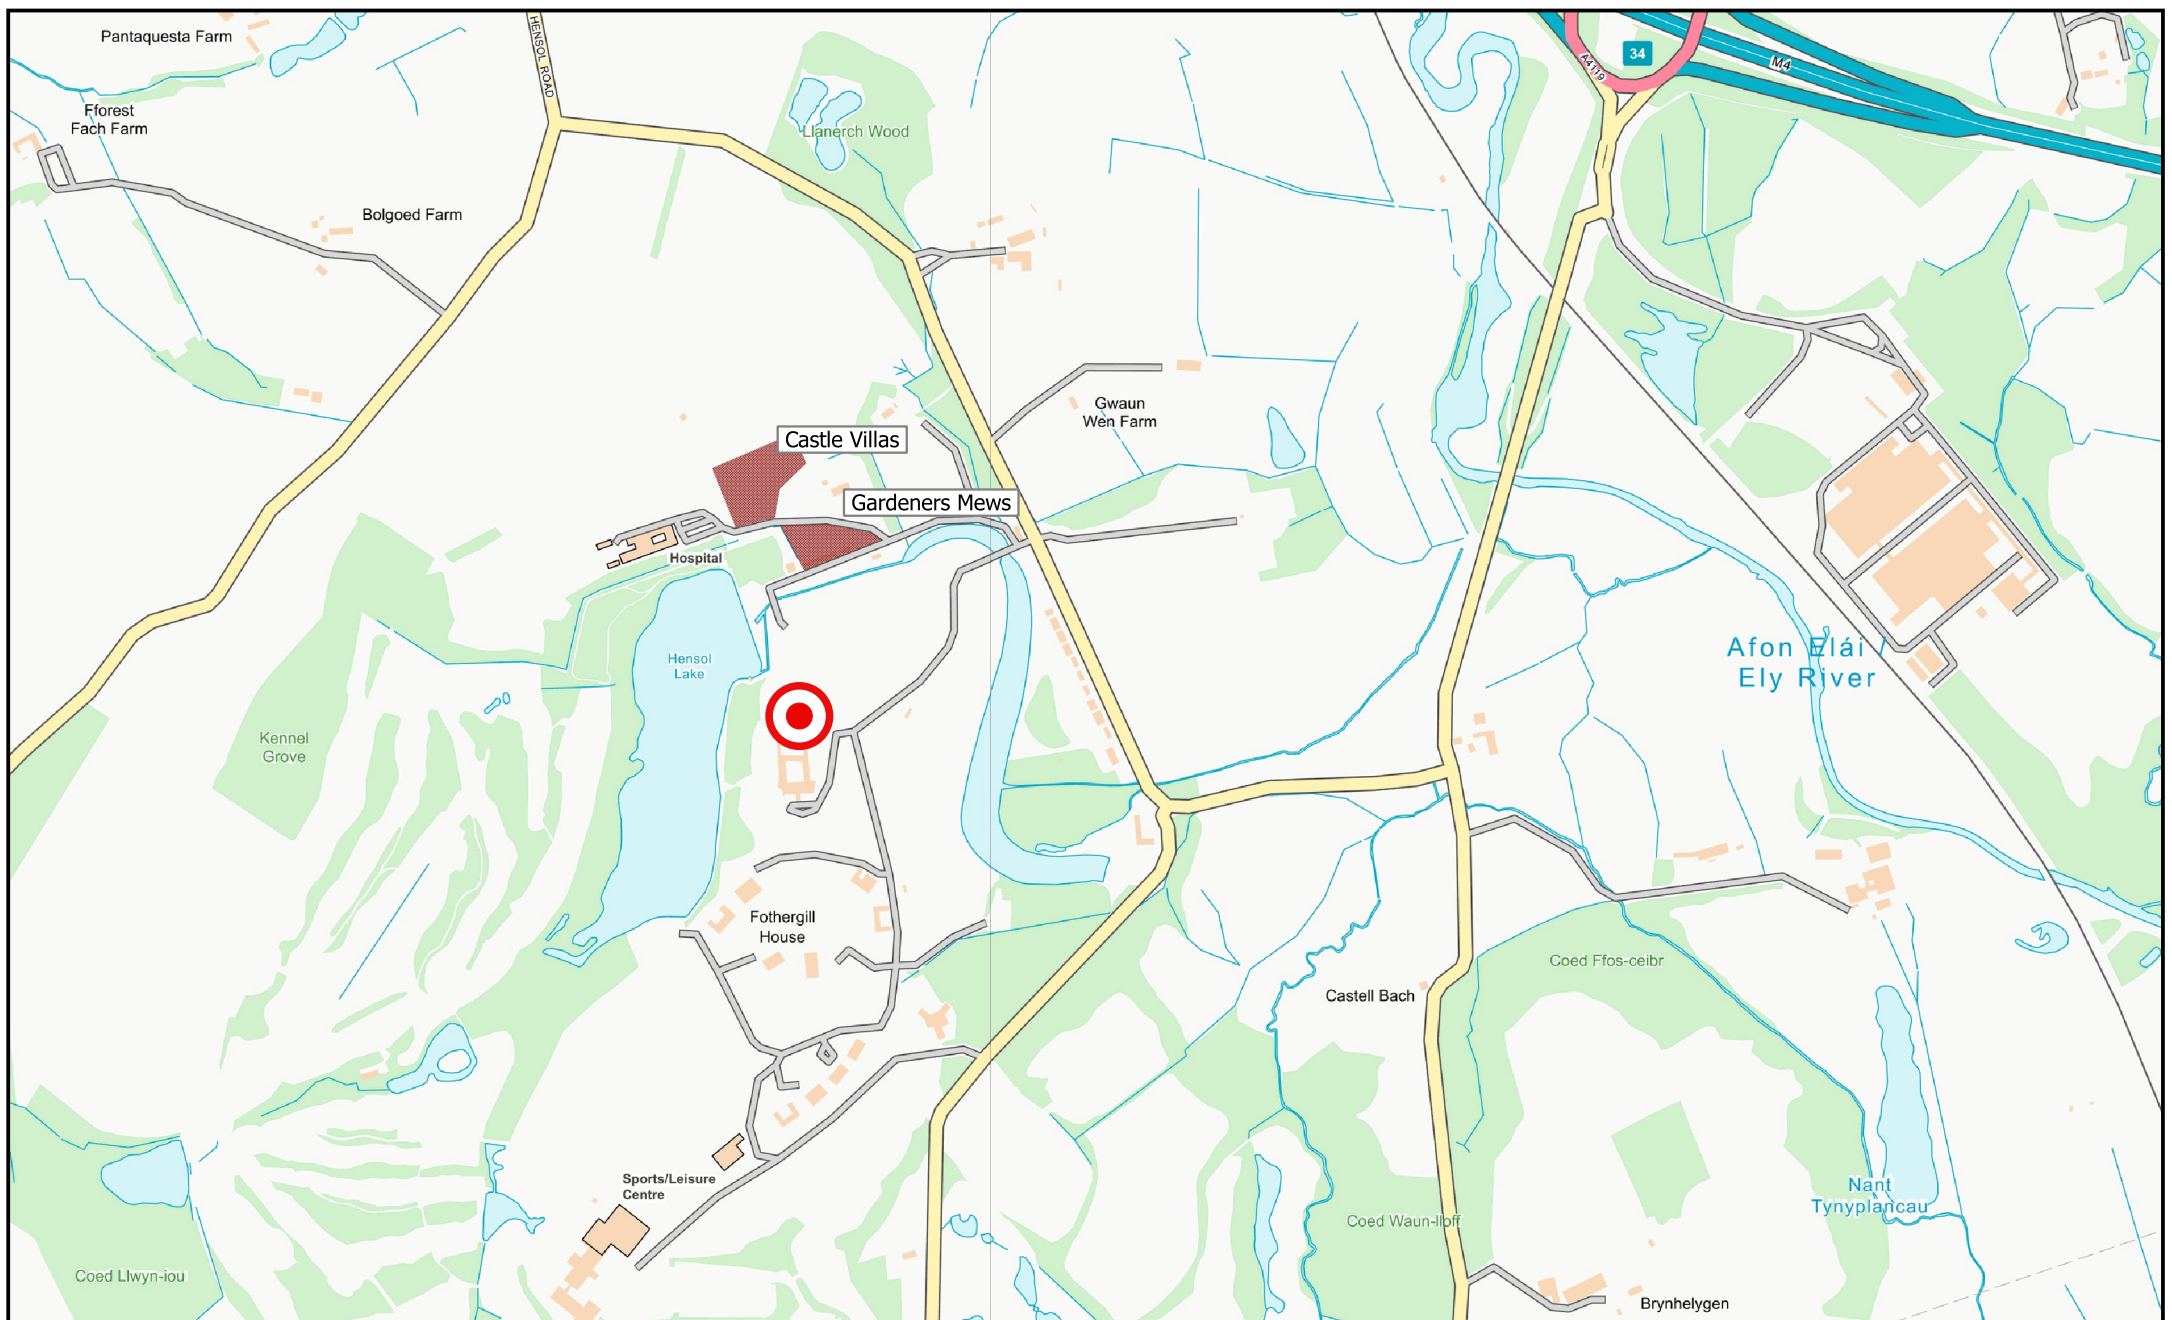 Pantaquesta Farm
HENSOL ROAD
34
A4119
M4
Fforest
Fach Farm
Llanerch Wood
Bolgoed Farm
Gwaun
Wen Farm
Castle Villas
Gardeners Mews
Hospital
Hensol
Lake
Afon Elái /
Ely River
Kennel
Grove
Fothergill
House
Coed Ffos-ceibr
Castell Bach
Sports/Leisure
Centre
Nant
Tynyplancau
Coed Waun-lloff
Coed Llwyn-iou
Brynhelygen